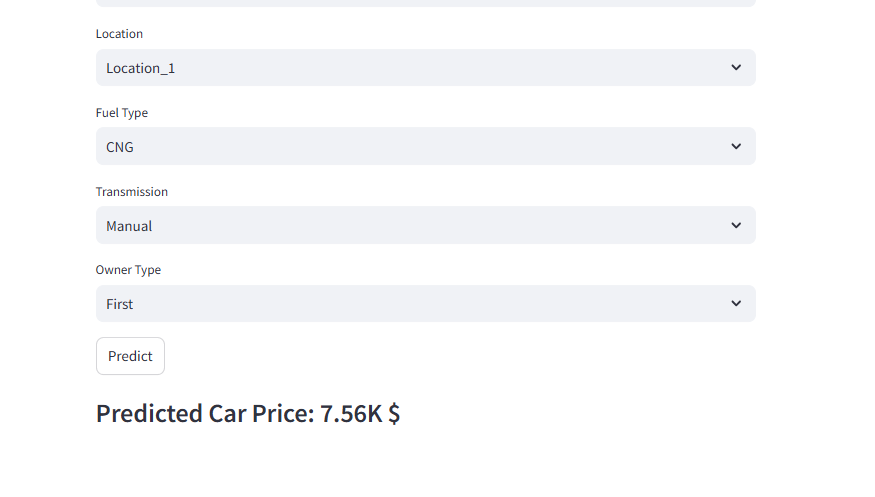 Location
Location_1
Fuel Type
CNG
Transmission
Manual
Owner Type
First
Predict
Predicted Car Price: 7.56K $